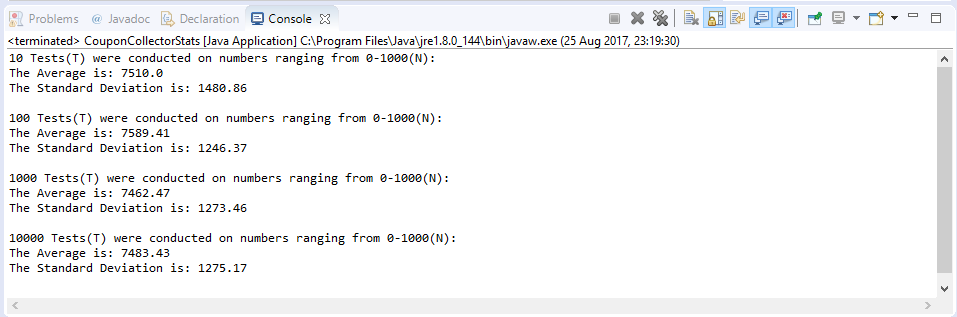 Problems @ Javadoc Declaration Console
<terminated> CouponCollectorStats [Java Application] C:\Program Files\Java\jre1.8.0_144\bin\javaw.exe (25 Aug 2017, 23:19:30)
10 Tests(T) were conducted on numbers ranging from 0-1000(N):
The Average is: 7510.0
The Standard Deviation is: 1480.86
100 Tests(T) were conducted on numbers ranging from 0-1000(N):
The Average is: 7589.41
The Standard Deviation is: 1246.37
1000 Tests(T) were conducted on numbers ranging from 0-1000(N):
The Average is: 7462.47
The Standard Deviation is: 1273.46
10000 Tests(T) were conducted on numbers ranging from 0-1000(N):
The Average is: 7483.43
The Standard Deviation is: 1275.17